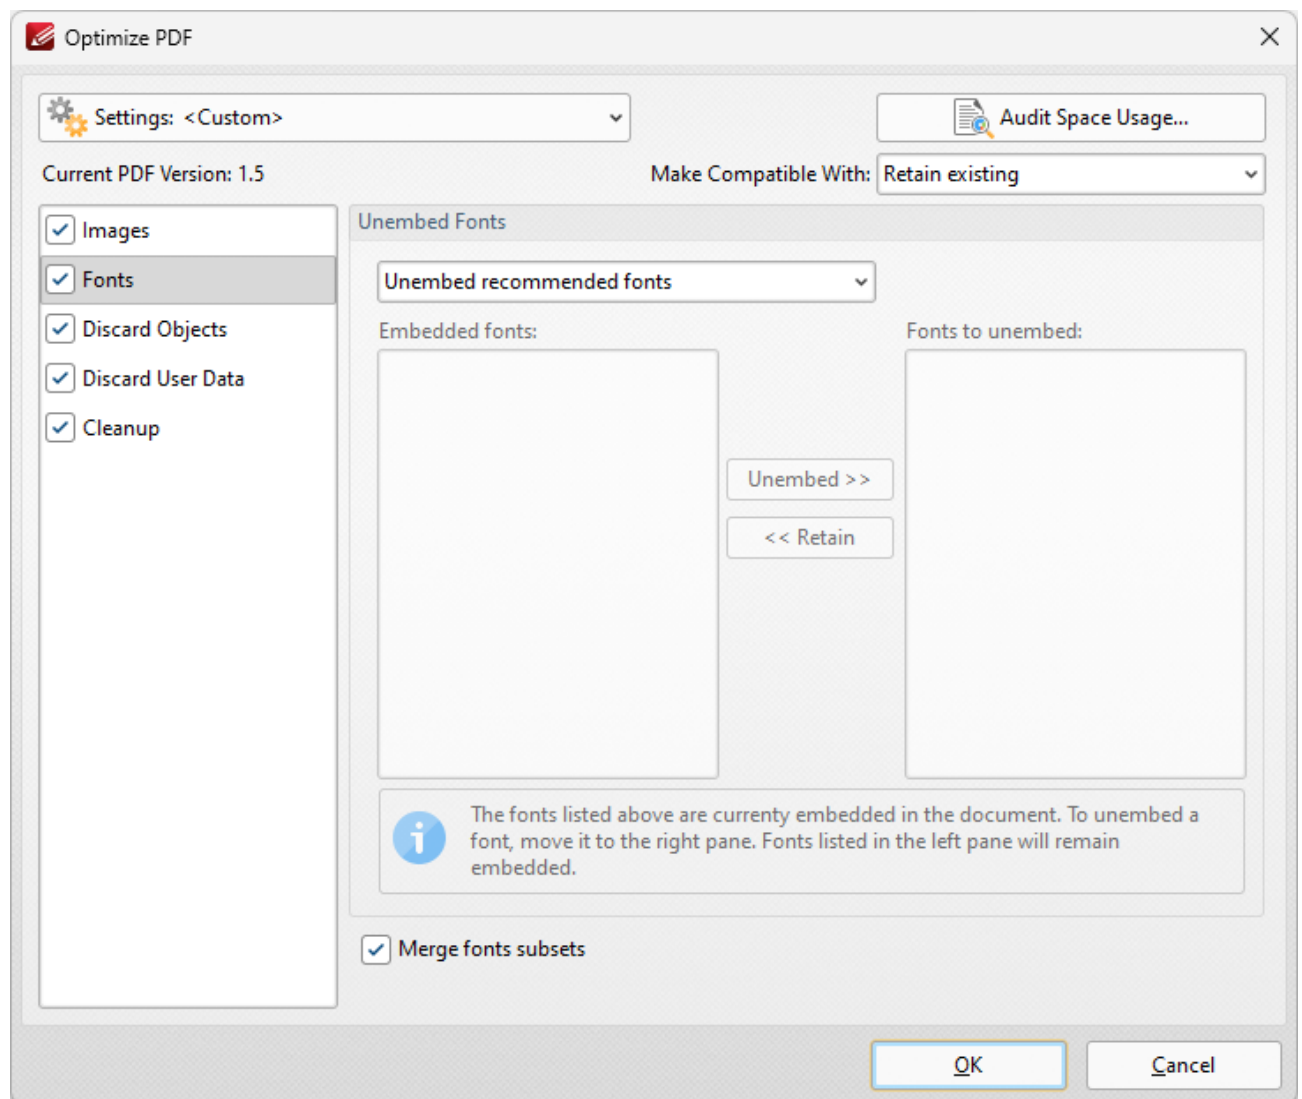 Optimize PDF
Settings: <Custom>
Audit Space Usage...
Current PDF Version: 1.5
Make Compatible With: Retain existing
Images
Fonts
Discard Objects
Discard User Data
Cleanup
Unembed Fonts
Unembed recommended fonts
Embedded fonts:
Fonts to unembed:
Unembed >>
<< Retain
The fonts listed above are currenty embedded in the document. To unembed a
font, move it to the right pane. Fonts listed in the left pane will remain
embedded.
Merge fonts subsets
OK
Cancel